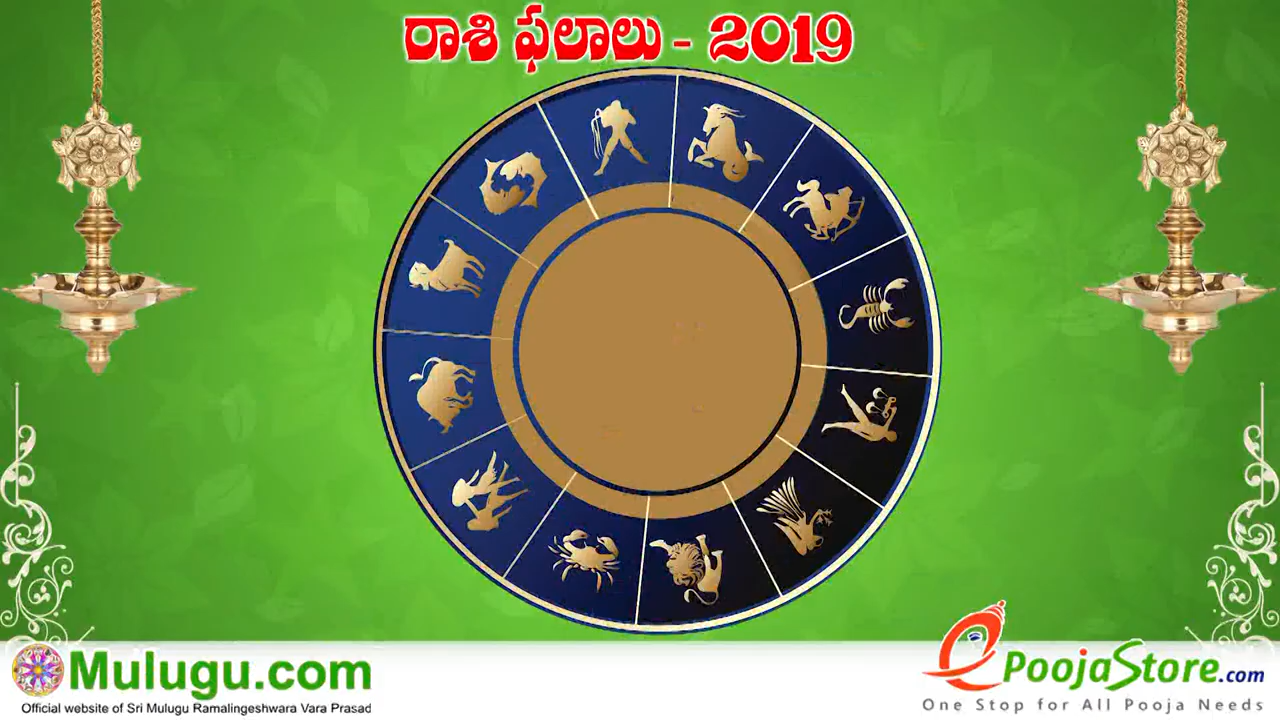 రాశి ఫలాలు - 2019
Mulugu.com
Official website of Sri Mulugu Ramalingeshwara Vara Prasad
ePoojaStore.com
One Stop for All Pooja Needs